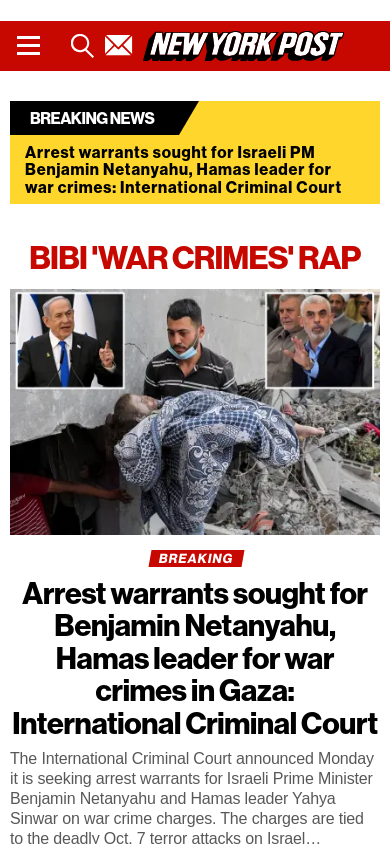 NEW YORK POST
BREAKING NEWS
Arrest warrants sought for Israeli PM
Benjamin Netanyahu, Hamas leader for
war crimes: International Criminal Court
BIBI 'WAR CRIMES' RAP
BREAKING
Arrest warrants sought for
Benjamin Netanyahu,
Hamas leader for war
crimes in Gaza:
International Criminal Court
The International Criminal Court announced Monday
it is seeking arrest warrants for Israeli Prime Minister
Benjamin Netanyahu and Hamas leader Yahya
Sinwar on war crime charges. The charges are tied
to the deadly Oct. 7 terror attacks on Israel…